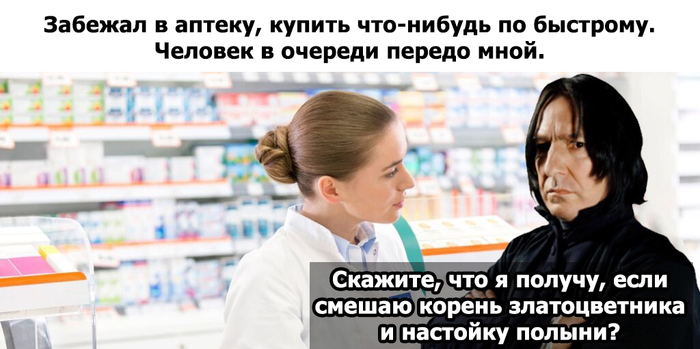 Забежал в аптеку, купить что-нибудь по быстрому.
Человек в очереди передо мной.
Скажите, что я получу, если
смешаю корень златоцветника
и настойку полыни?